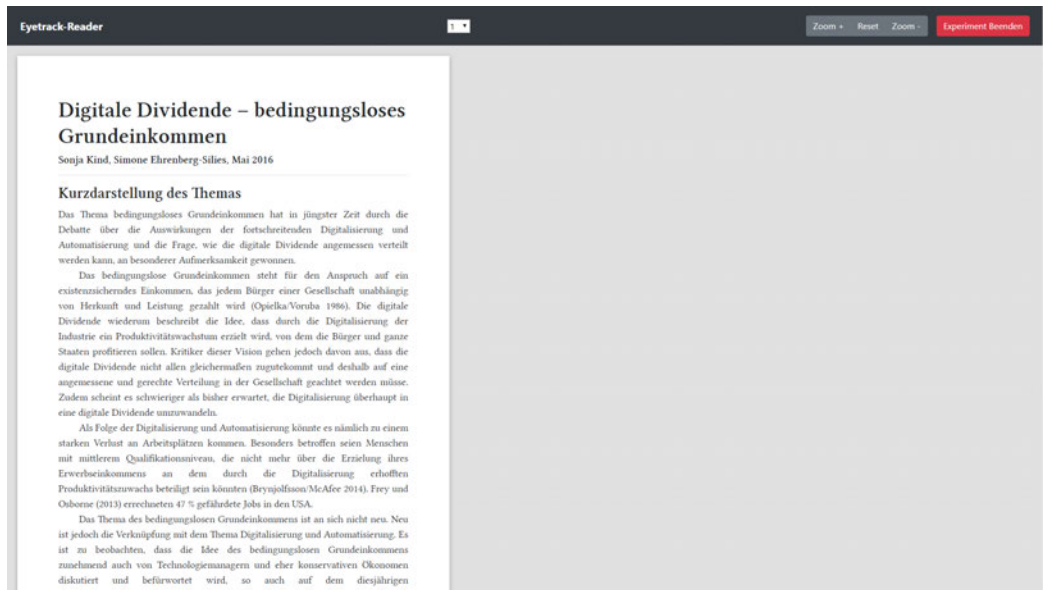 Eyetrack-Reader
1
Zoom +
Reset
Zoom -
Experiment Beenden
Digitale Dividende – bedingungsloses
Grundeinkommen
Sonja Kind, Simone Ehrenberg-Silies, Mai 2016
Kurzdarstellung des Themas
Das Thema bedingungsloses Grundeinkommen hat in jüngster Zeit durch die
Debatte über die Auswirkungen der fortschreitenden Digitalisierung und
Automatisierung und die Frage, wie die digitale Dividende angemessen verteilt
werden kann, an besonderer Aufmerksamkeit gewonnen.
Das bedingungslose Grundeinkommen steht für den Anspruch auf ein
existenzsicherndes Einkommen, das jedem Bürger einer Gesellschaft unabhängig
von Herkunft und Leistung gezahlt wird (Opielka/Voruba 1986). Die digitale
Dividende wiederum beschreibt die Idee, dass durch die Digitalisierung der
Industrie ein Produktivitätswachstum erzielt wird, von dem die Bürger und ganze
Staaten profitieren sollen. Kritiker dieser Vision gehen jedoch davon aus, dass die
digitale Dividende nicht allen gleichermaßen zugutekommt und deshalb auf eine
angemessene und gerechte Verteilung in der Gesellschaft geachtet werden müsse.
Zudem scheint es schwieriger als bisher erwartet, die Digitalisierung überhaupt in
eine digitale Dividende umzuwandeln.
Als Folge der Digitalisierung und Automatisierung könnte es nämlich zu einem
starken Verlust an Arbeitsplätzen kommen. Besonders betroffen seien Menschen
mit mittlerem Qualifikationsniveau, die nicht mehr über die Erzielung ihres
Erwerbseinkommens an dem durch die Digitalisierung erhofften
Produktivitätszuwachs beteiligt sein könnten (Brynjolfsson/McAfee 2014). Frey und
Osborne (2013) errechneten 47 % gefährdete Jobs in den USA.
Das Thema des bedingungslosen Grundeinkommens ist an sich nicht neu. Neu
ist jedoch die Verknüpfung mit dem Thema Digitalisierung und Automatisierung. Es
ist zu beobachten, dass die Idee des bedingungslosen Grundeinkommens
zunehmend auch von Technologiemanagern und eher konservativen Ökonomen
diskutiert und befürwortet wird, so auch auf dem diesjährigen